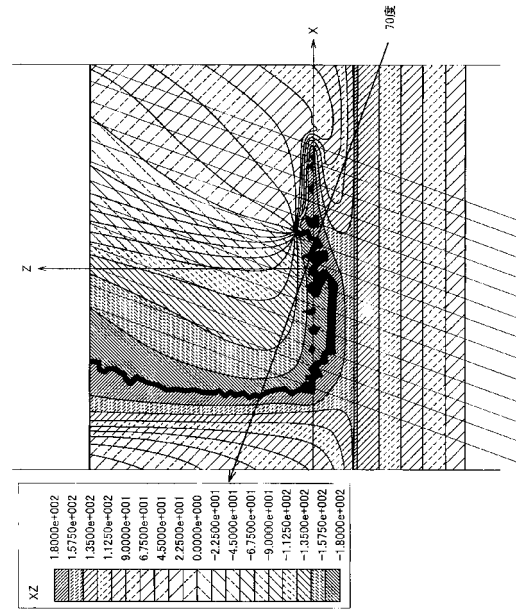 Z
X
70度
XZ
1.8000e+002
1.5750e+002
1.3500e+002
1.1250e+002
9.0000e+001
6.7500e+001
4.5000e+001
2.2500e+001
0.0000e+000
-2.2500e+001
-4.5000e+001
-6.7500e+001
-9.0000e+001
-1.1250e+002
-1.3500e+002
-1.5750e+002
-1.8000e+002